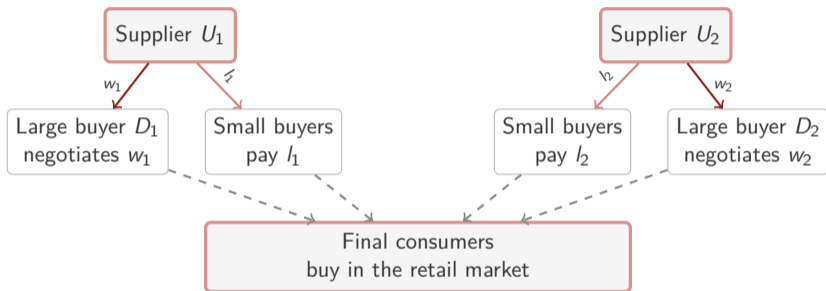 Supplier U1
Supplier U2
w1
l1
l2
w2
Large buyer D1
negotiates w1
Small buyers
pay l1
Small buyers
pay l2
Large buyer D2
negotiates w2
Final consumers
buy in the retail market